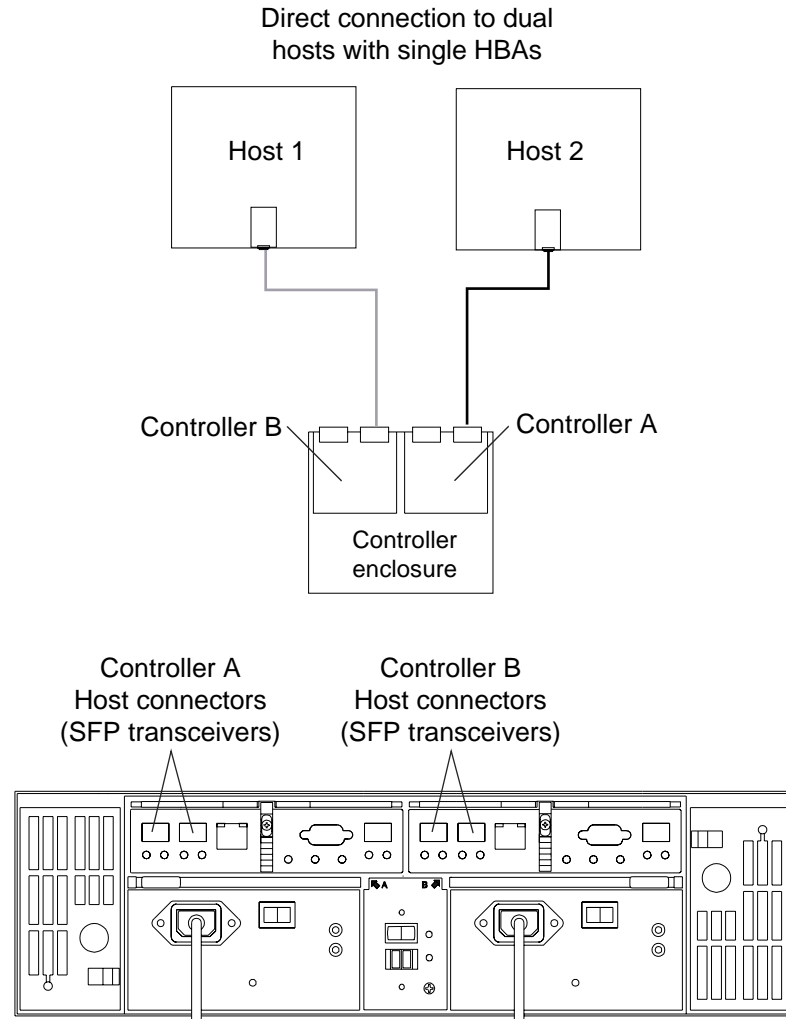 Direct connection to dual
hosts with single HBAs
Host 1
Host 2
Controller B
Controller A
Controller
enclosure
Controller A
Host connectors
(SFP transceivers)
Controller B
Host connectors
(SFP transceivers)
A
B